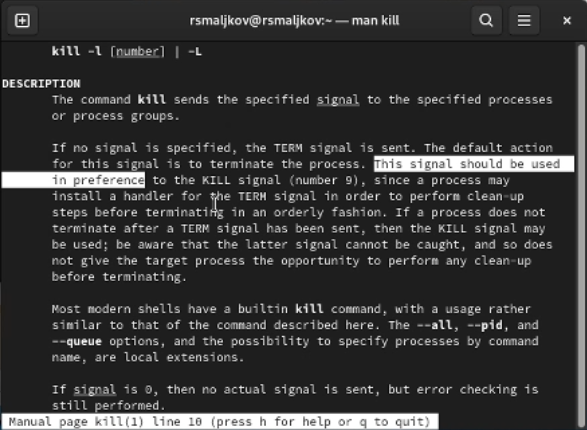 rsmaljkov@rsmaljkov:~ — man kill
kill -l [number] | -L
DESCRIPTION
The command kill sends the specified signal to the specified processes
or process groups.
If no signal is specified, the TERM signal is sent. The default action
for this signal is to terminate the process. This signal should be used
in preference to the KILL signal (number 9), since a process may
install a handler for the TERM signal in order to perform clean-up
steps before terminating in an orderly fashion. If a process does not
terminate after a TERM signal has been sent, then the KILL signal may
be used; be aware that the latter signal cannot be caught, and so does
not give the target process the opportunity to perform any clean-up
before terminating.
Most modern shells have a builtin kill command, with a usage rather
similar to that of the command described here. The --all, --pid, and
--queue options, and the possibility to specify processes by command
name, are local extensions.
If signal is 0, then no actual signal is sent, but error checking is
still performed.
Manual page kill(1) line 10 (press h for help or q to quit)